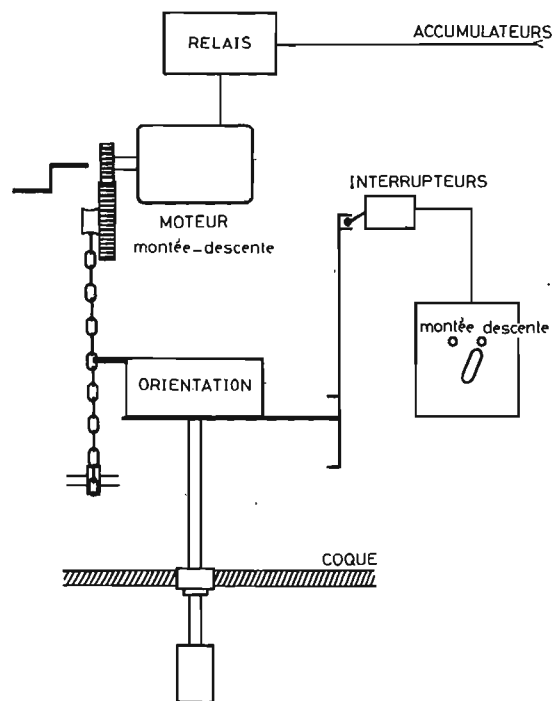 RELAIS
ACCUMULATEURS
MOTEUR
montée_descente
INTERRUPTEURS
montée descente
ORIENTATION
COQUE